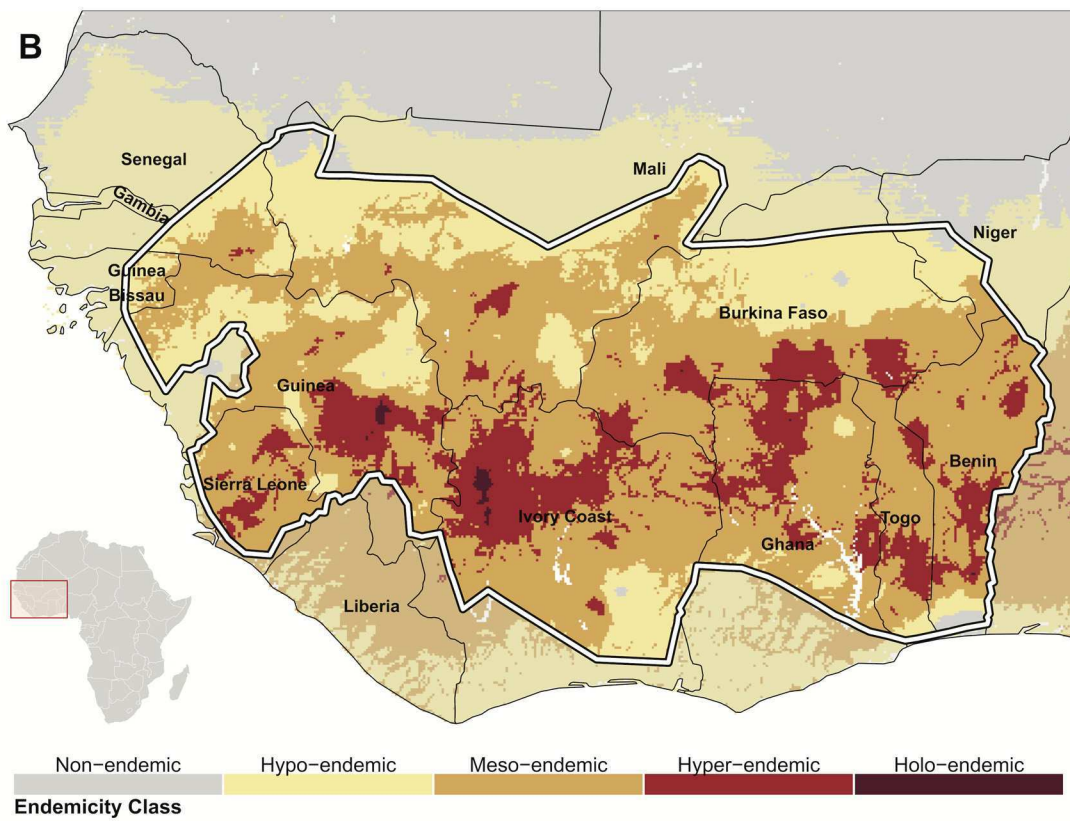 B
Senegal
Mali
Gambia
Niger
Guinea
Bissau
Burkina Faso
Guinea
Benin
Sierra Leone
Ivory Coast
Togo
Ghana
Liberia
Non−endemic Hypo−endemic Meso−endemic Hyper−endemic Holo−endemic
Endemicity Class